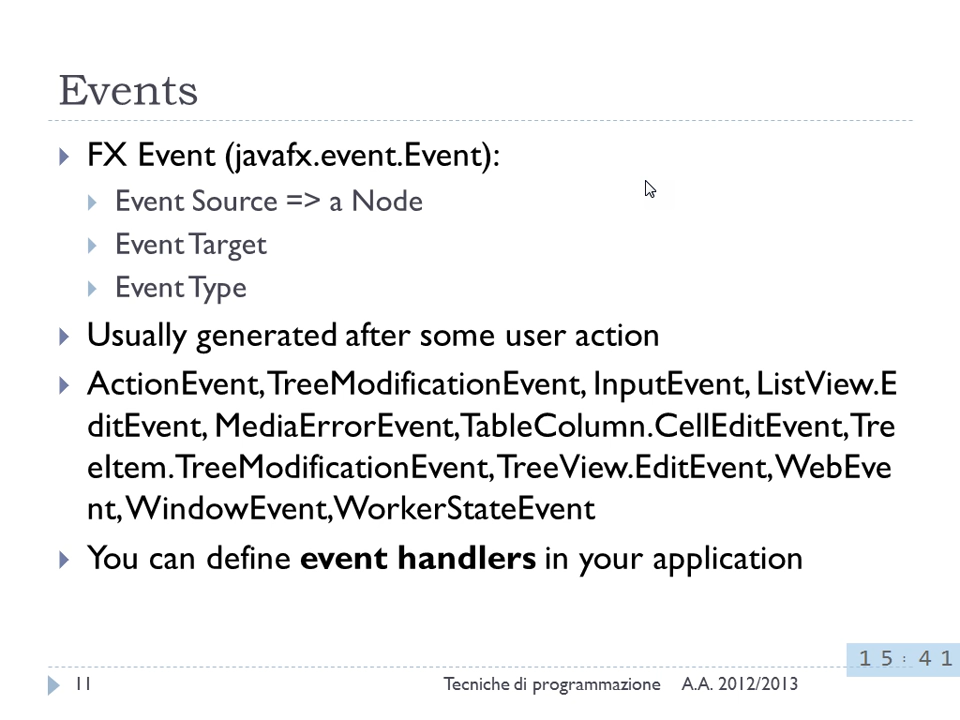 Events
FX Event (javafx.event.Event):
Event Source => a Node
Event Target
Event Type
Usually generated after some user action
ActionEvent, TreeModificationEvent, InputEvent, ListView.E
ditEvent, MediaErrorEvent, TableColumn.CellEditEvent, Tre
eItem.TreeModificationEvent, TreeView.EditEvent, WebEve
nt, WindowEvent, WorkerStateEvent
You can define event handlers in your application
15:41
11 Tecniche di programmazione A.A. 2012/2013